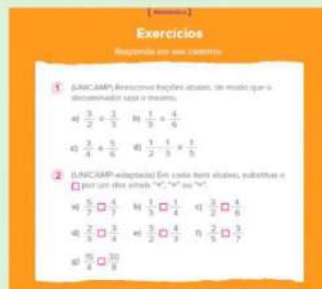 [ Matemática ]
Exercícios
Responda em seu caderno.
1 (UNICAMP) Reescreva frações abaixo, de modo que o
denominador seja o mesmo.
a) 3/2 e 2/3 b) 1/3 e 4/6
c) 3/4 e 5/6 d) 1/2, 1/3 e 1/5
2 (UNICAMP-adaptada) Em cada item abaixo, substitua o
□ por um dos sinais
a) 5/7 □ 4/7 b) 1/3 □ 1/4 c) 3/2 □ 4/6
d) 2/3 □ 3/4 e) 3/2 □ 4/3 f) 2/5 □ 3/7
g) 15/4 □ 30/8